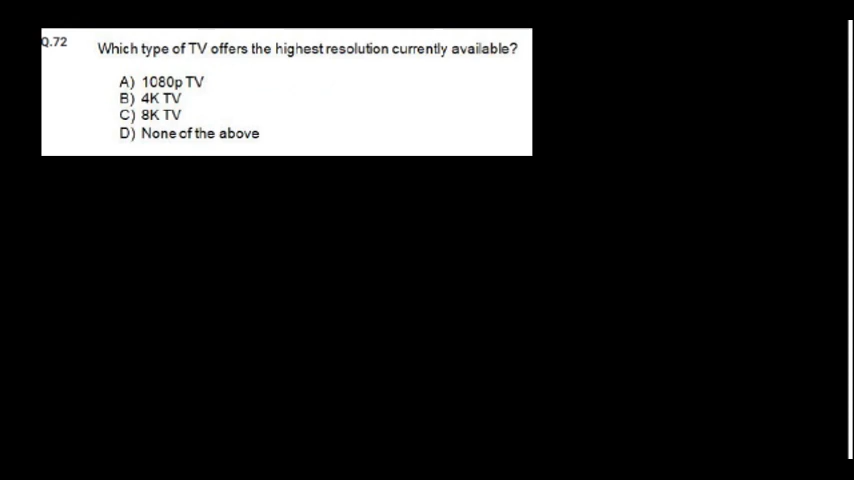 Q.72
Which type of TV offers the highest resolution currently available?
A) 1080p TV
B) 4K TV
C) 8K TV
D) None of the above